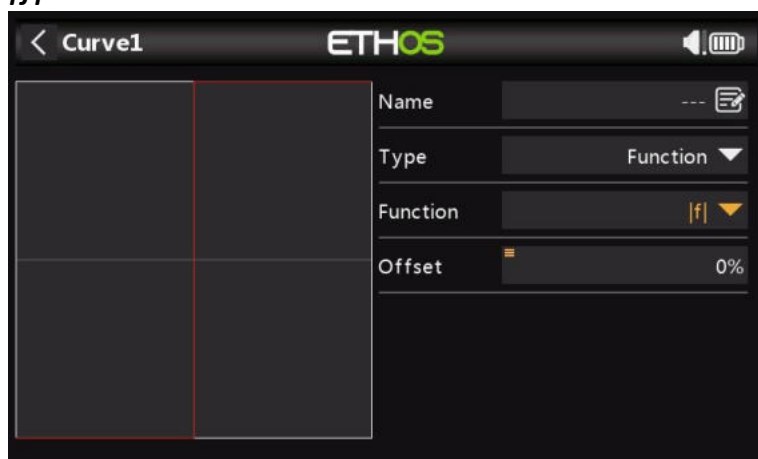 < Curve1 ETHOS
Name ---
Type Function
Function |f|
Offset 0%